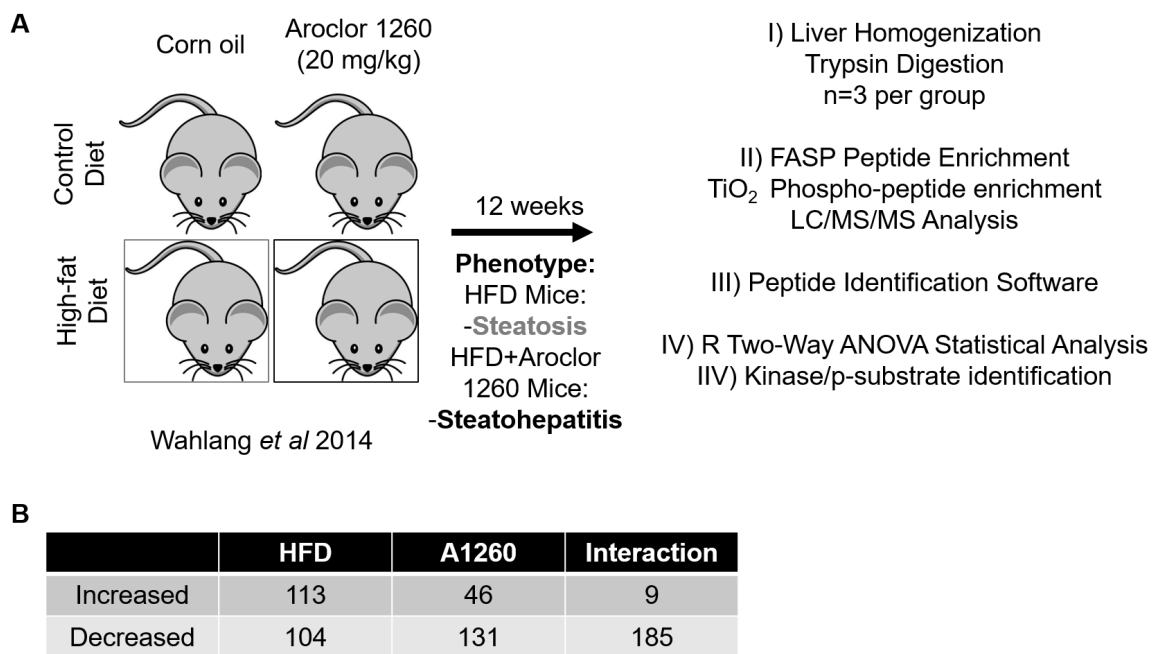 A
Corn oil
Aroclor 1260
(20 mg/kg)
Control
Diet
High-fat
Diet
Wahlang et al 2014
12 weeks
Phenotype:
HFD Mice:
-Steatosis
HFD+Aroclor
1260 Mice:
-Steatohepatitis
I) Liver Homogenization
Trypsin Digestion
n=3 per group
II) FASP Peptide Enrichment
TiO₂ Phospho-peptide enrichment
LC/MS/MS Analysis
III) Peptide Identification Software
IV) R Two-Way ANOVA Statistical Analysis
IIV) Kinase/p-substrate identification
B
HFD A1260 Interaction
Increased 113 46 9
Decreased 104 131 185